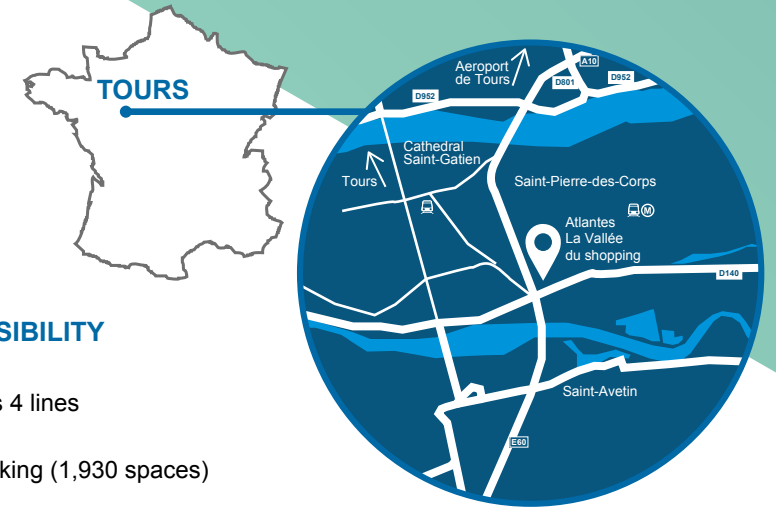 TOURS
Aeroport
de Tours
A10
D801
D952
D952
Cathedral
Saint-Gatien
Tours
Saint-Pierre-des-Corps
M
Atlantes
La Vallée
du shopping
D140
SIBILITY
s 4 lines
Saint-Avetin
E60
king (1,930 spaces)